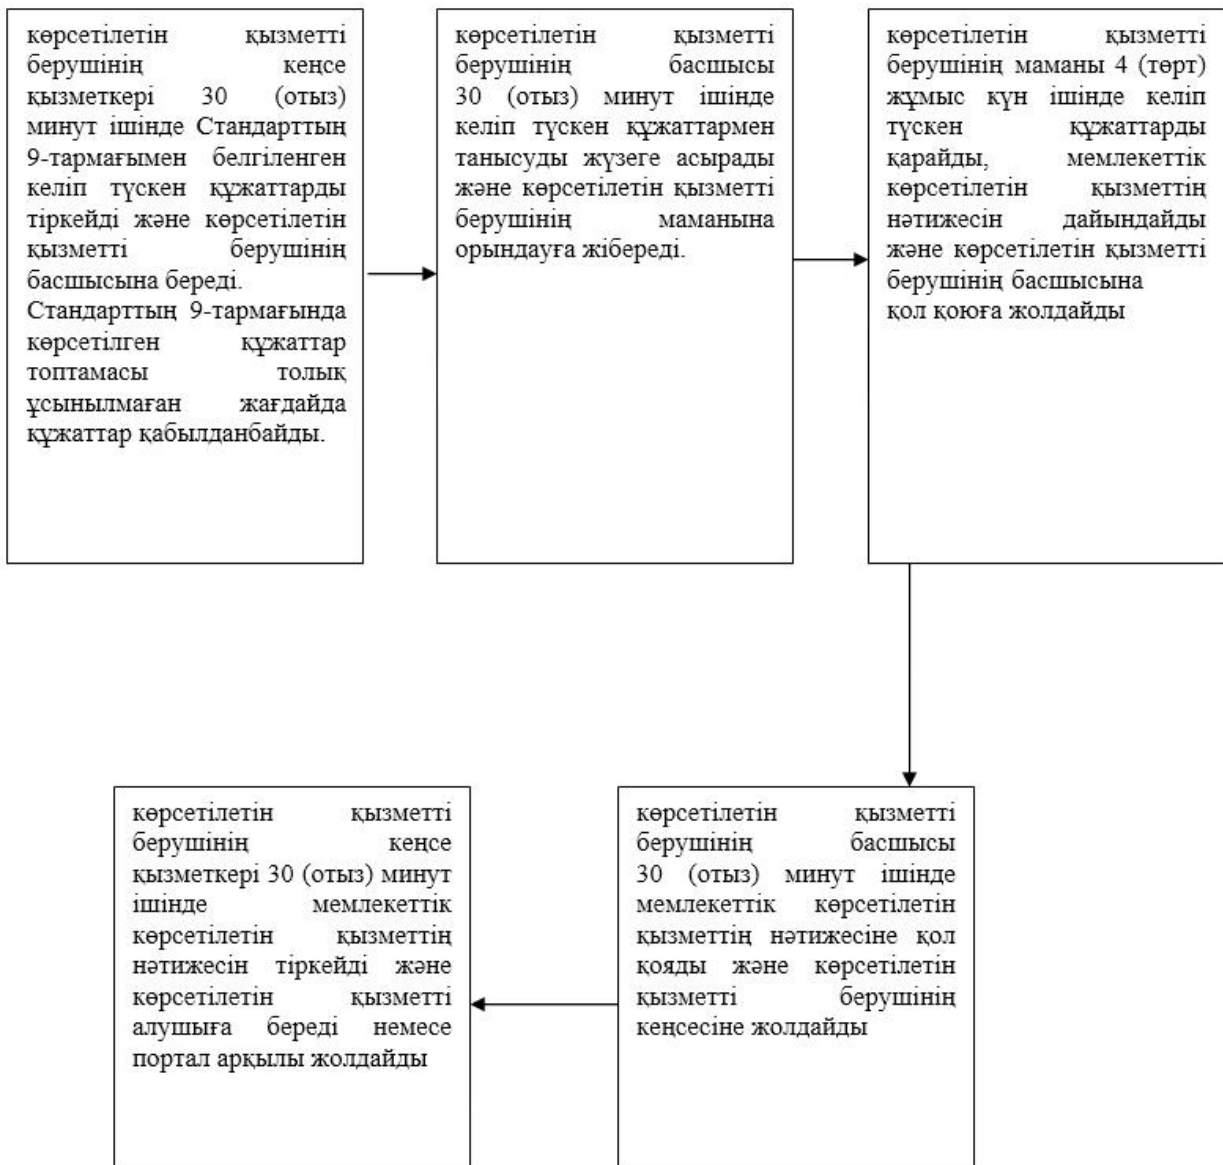 көрсетілетін қызметті
берушінің кеңсе
қызметкері 30 (отыз)
минут ішінде Стандарттың
9-тармағымен белгіленген
келіп түскен құжаттарды
тіркейді және көрсетілетін
қызметті берушінің
басшысына береді.
Стандарттың 9-тармағында
көрсетілген құжаттар
топтамасы толық
ұсынылмаған жағдайда
құжаттар қабылданбайды.
көрсетілетін қызметті
берушінің басшысы
30 (отыз) минут ішінде
келіп түскен құжаттармен
танысуды жүзеге асырады
және көрсетілетін қызметті
берушінің маманына
орындауға жібереді.
көрсетілетін қызметті
берушінің маманы 4 (төрт)
жұмыс күн ішінде келіп
түскен құжаттарды
қарайды, мемлекеттік
көрсетілетін қызметтің
нәтижесін дайындайды
және көрсетілетін қызметті
берушінің басшысына
қол қоюға жолдайды
көрсетілетін қызметті
берушінің басшысы
30 (отыз) минут ішінде
мемлекеттік көрсетілетін
қызметтің нәтижесіне қол
қояды және көрсетілетін
қызметті берушінің
кеңсесіне жолдайды
көрсетілетін қызметті
берушінің кеңсе
қызметкері 30 (отыз) минут
ішінде мемлекеттік
көрсетілетін қызметтің
нәтижесін тіркейді және
көрсетілетін қызметті
алушыға береді немесе
портал арқылы жолдайды